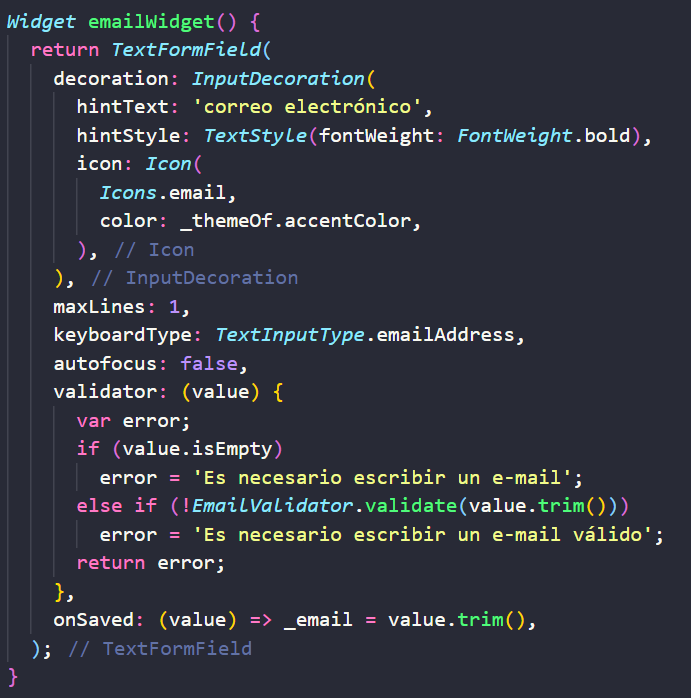 Widget emailWidget() {
  return TextFormField(
    decoration: InputDecoration(
      hintText: 'correo electrónico',
      hintStyle: TextStyle(fontWeight: FontWeight.bold),
      icon: Icon(
        Icons.email,
        color: _themeOf.accentColor,
      ), // Icon
    ), // InputDecoration
    maxLines: 1,
    keyboardType: TextInputType.emailAddress,
    autofocus: false,
    validator: (value) {
      var error;
      if (value.isEmpty)
        error = 'Es necesario escribir un e-mail';
      else if (!EmailValidator.validate(value.trim()))
        error = 'Es necesario escribir un e-mail válido';
      return error;
    },
    onSaved: (value) => _email = value.trim(),
  ); // TextFormField
}